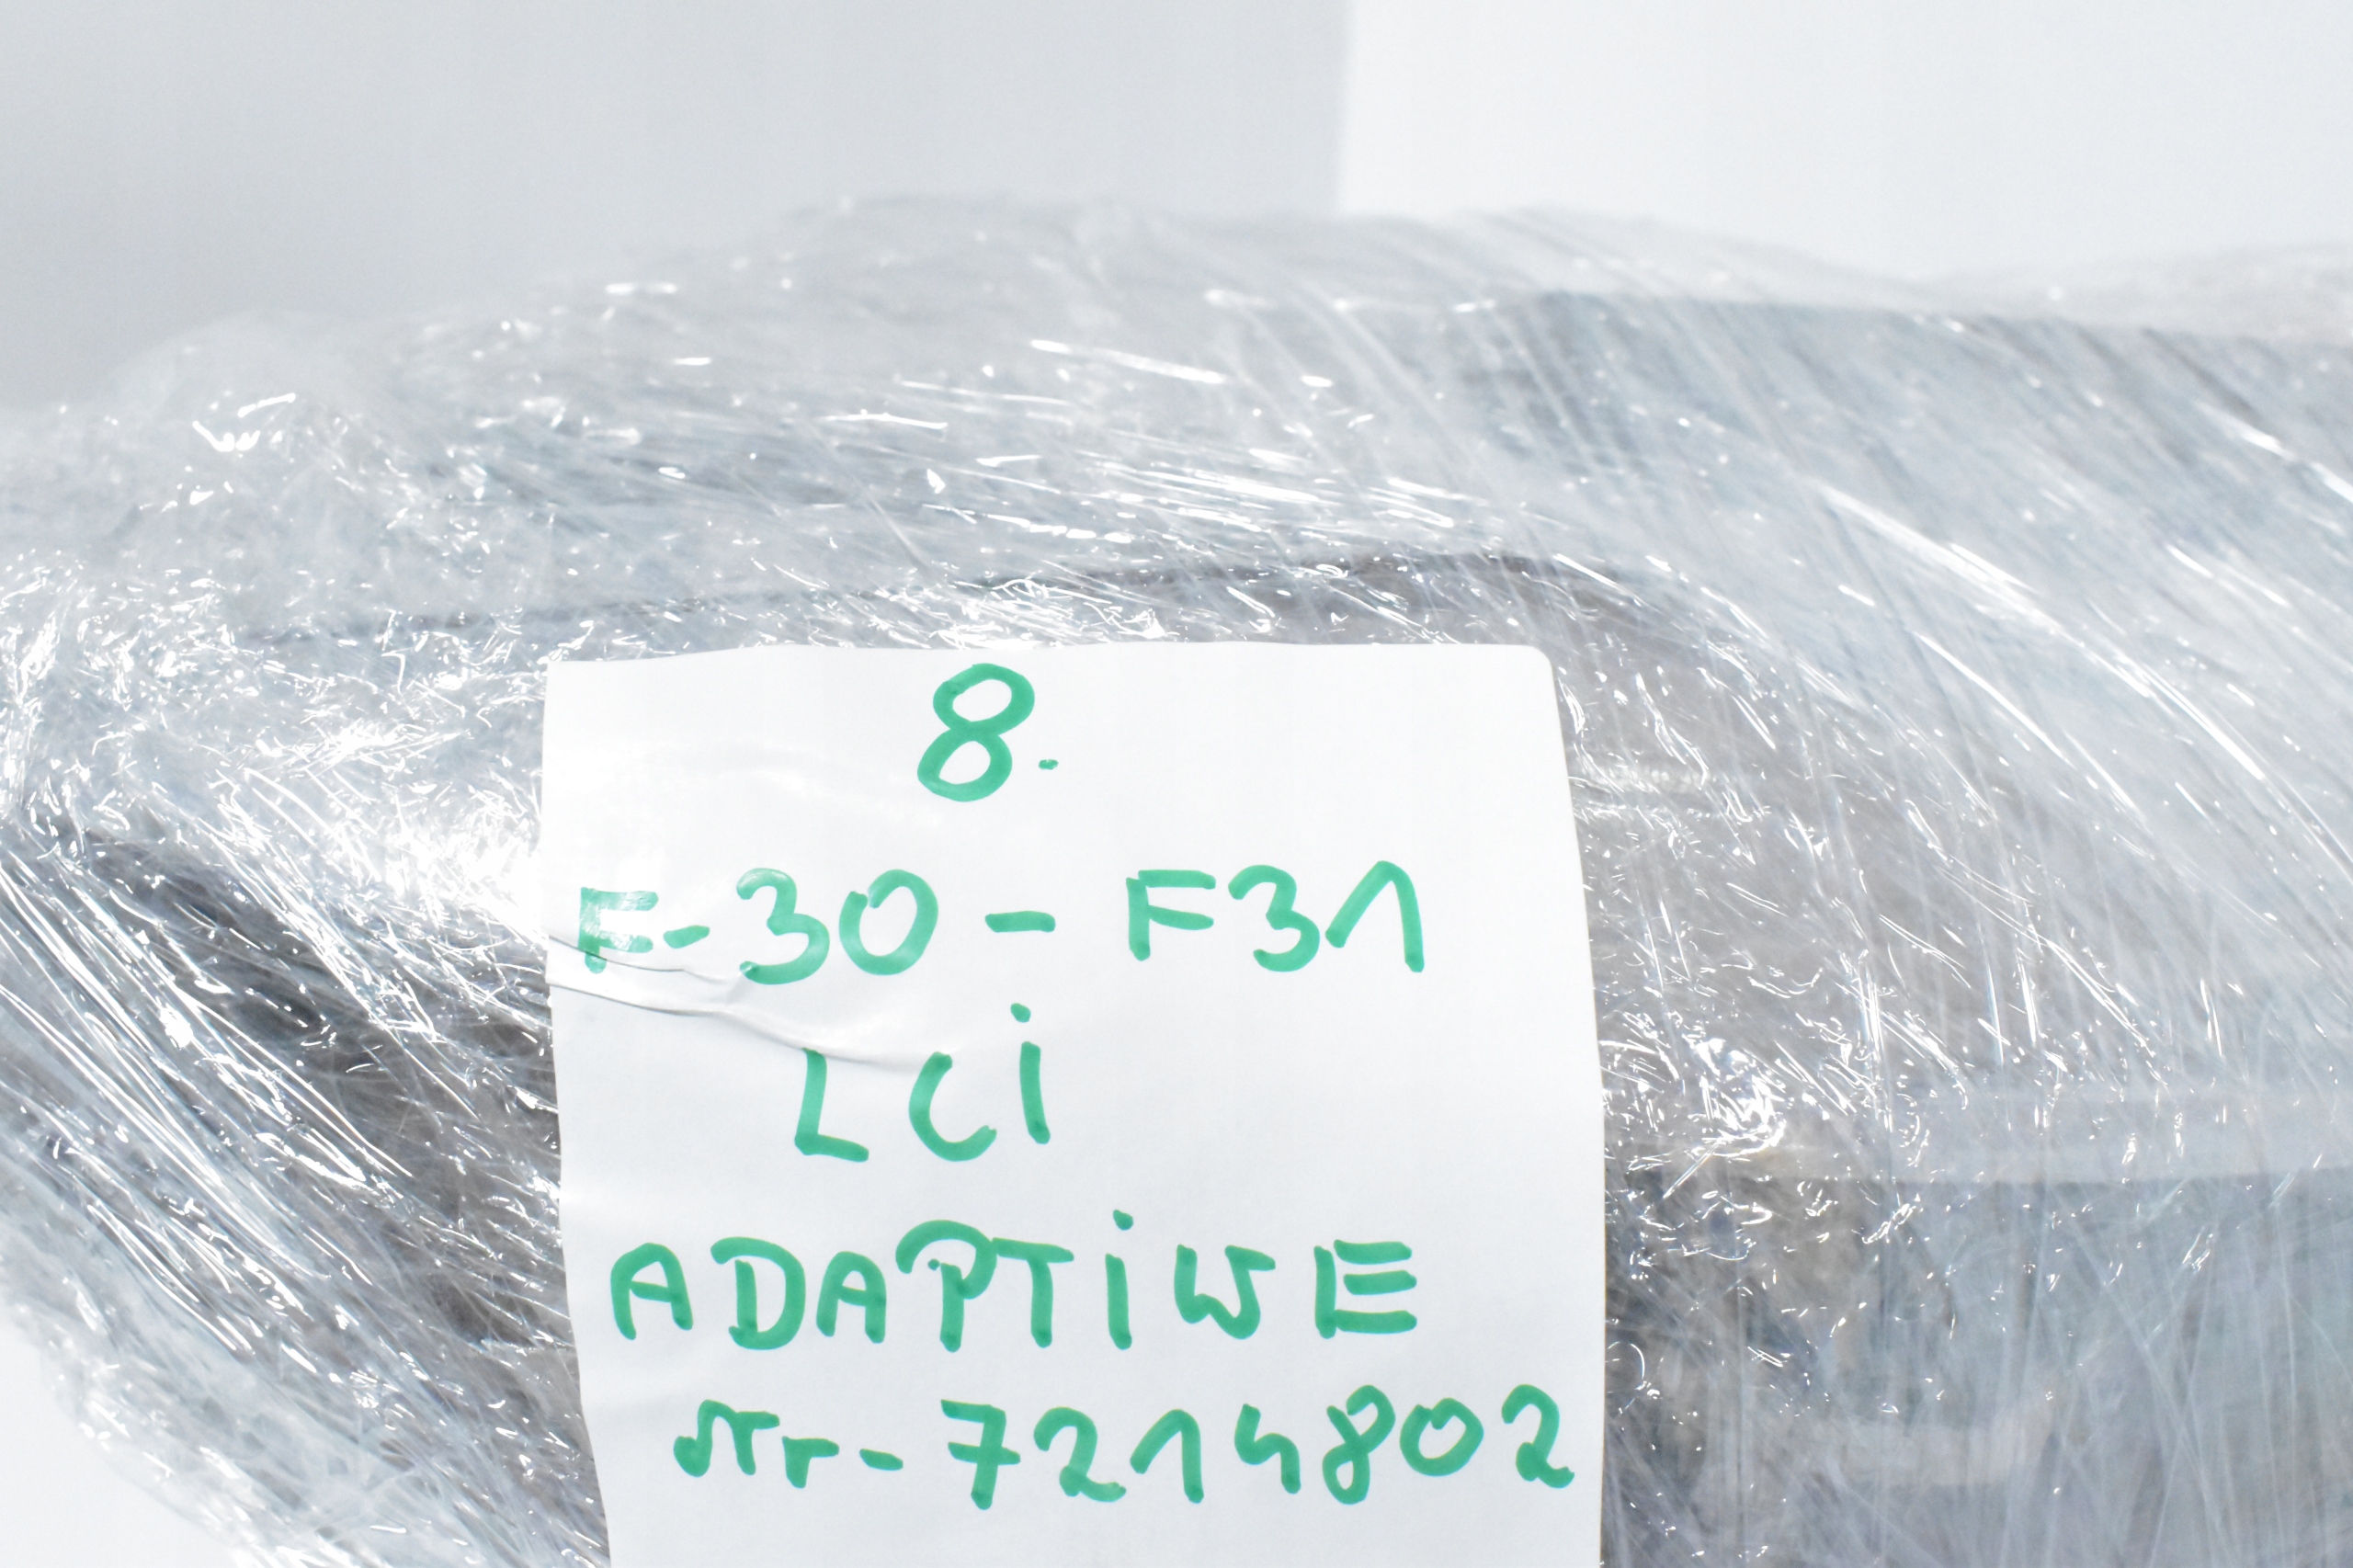 8.
F-30 - F31
LCi
ADAPTiWE
Nr- 7214802